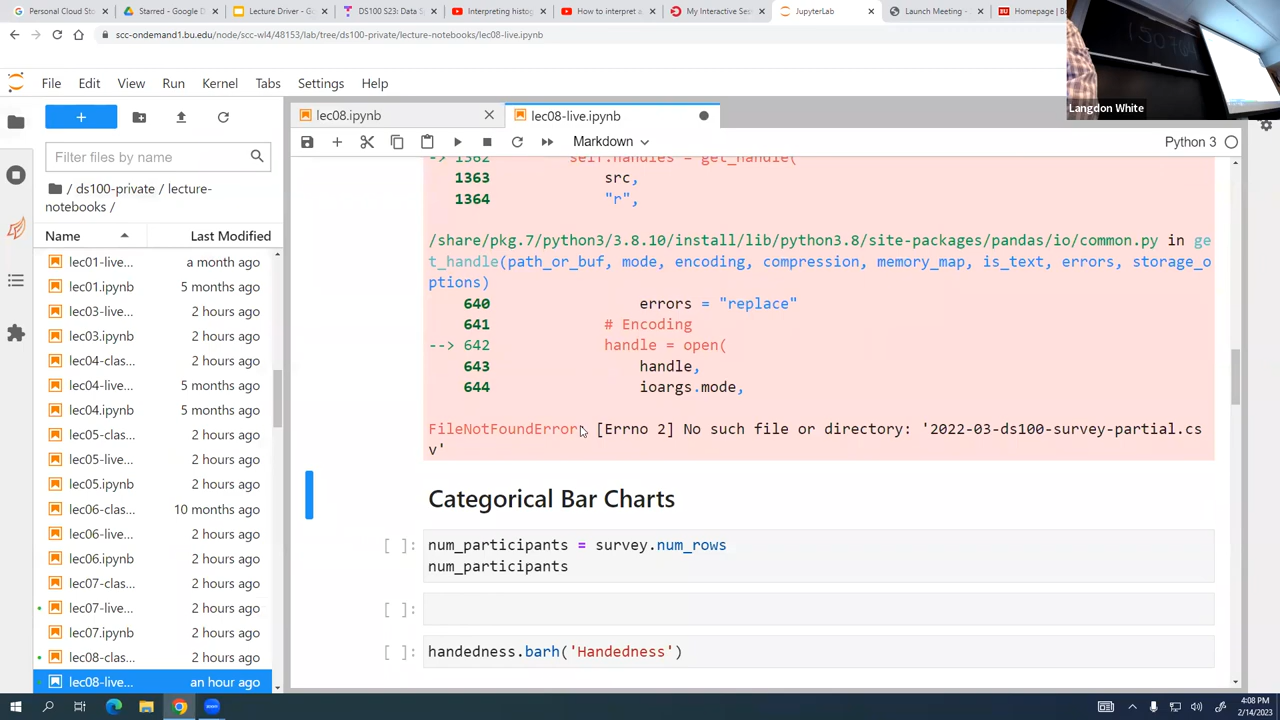 Personal Cloud Sto
Starred - Google D
Lecture Driver - Go
DS100 S23: Data S
Interpreting histog
How to interpret a
My Interactive Sec
JupyterLab
Launch Meeting -
Homepage | Bo
scc-ondemand1.bu.edu/node/scc-wl4/48153/lab/tree/ds100-private/lecture-notebooks/lec08-live.ipynb
Langdon White
File Edit View Run Kernel Tabs Settings Help
lec08.ipynb
lec08-live.ipynb
Markdown
Python 3
Filter files by name
/ ds100-private / lecture-
notebooks /
Name Last Modified
lec01-live... a month ago
lec01.ipynb 5 months ago
lec03-live... 2 hours ago
lec03.ipynb 2 hours ago
lec04-clas... 2 hours ago
lec04-live... 5 months ago
lec04.ipynb 5 months ago
lec05-clas... 2 hours ago
lec05-live... 2 hours ago
lec05.ipynb 2 hours ago
lec06-clas... 10 months ago
lec06-live... 2 hours ago
lec06.ipynb 2 hours ago
lec07-clas... 2 hours ago
lec07-live... 2 hours ago
lec07.ipynb 2 hours ago
lec08-clas... 2 hours ago
lec08-live... an hour ago
-> 1362 self.handles = get_handle(
1363 src,
1364 "r",
/share/pkg.7/python3/3.8.10/install/lib/python3.8/site-packages/pandas/io/common.py in ge
t_handle(path_or_buf, mode, encoding, compression, memory_map, is_text, errors, storage_o
ptions)
640 errors = "replace"
641 # Encoding
--> 642 handle = open(
643 handle,
644 ioargs.mode,
FileNotFoundError: [Errno 2] No such file or directory: '2022-03-ds100-survey-partial.cs
v'
Categorical Bar Charts
[ ]: num_participants = survey.num_rows
num_participants
[ ]:
[ ]: handedness.barh('Handedness')
4:08 PM
2/14/2023